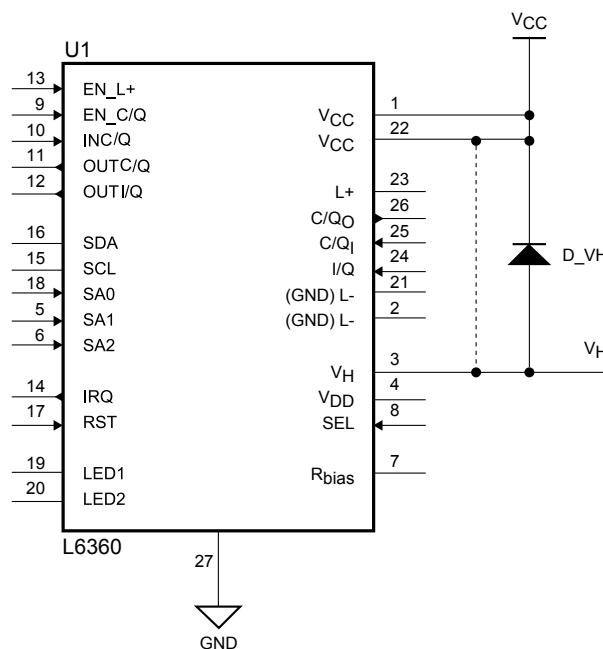 VCC
U1
13 EN_L+
9 EN_C/Q
10 INC/Q
11 OUTC/Q
12 OUTI/Q
16 SDA
15 SCL
18 SA0
5 SA1
6 SA2
14 IRQ
17 RST
19 LED1
20 LED2
VCC 1
VCC 22
L+ 23
C/QO 26
C/QI 25
I/Q 24
(GND) L- 21
(GND) L- 2
VH 3
VDD 4
SEL 8
Rbias 7
D_VH
VH
L6360
27
GND